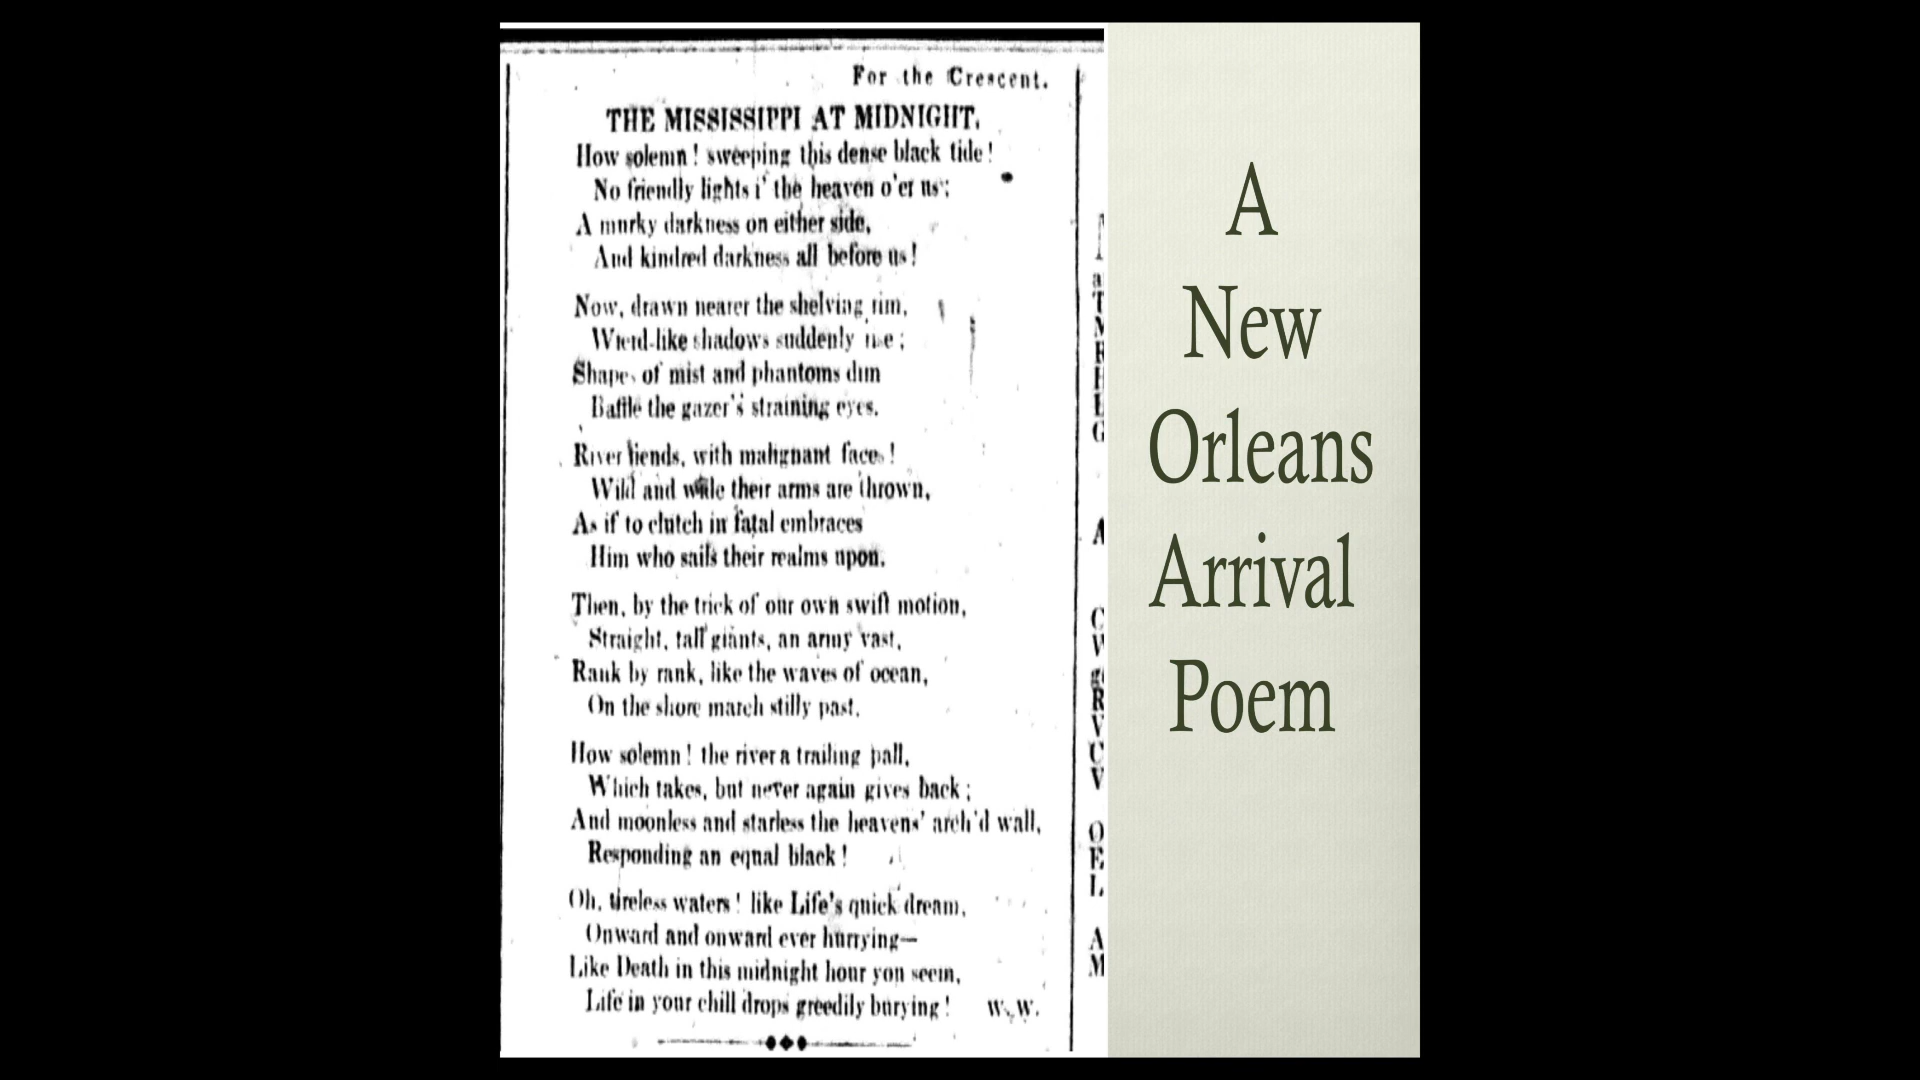 For the Crescent.
THE MISSISSIPPI AT MIDNIGHT.
How solemn! sweeping this dense black tide!
No friendly lights i' the heaven o'er us;
A murky darkness on either side,
And kindred darkness all before us!
Now, drawn nearer the shelving rim,
Wierd-like shadows suddenly rise;
Shapes of mist and phantoms dim
Baffle the gazer's straining eyes.
River fiends, with malignant faces!
Wild and wide their arms are thrown,
As if to clutch in fatal embraces
Him who sails their realms upon.
Then, by the trick of our own swift motion,
Straight, tall giants, an army vast,
Rank by rank, like the waves of ocean,
On the shore march stilly past.
How solemn! the river a trailing pall,
Which takes, but never again gives back;
And moonless and starless the heavens' arch'd wall,
Responding an equal black!
Oh, tireless waters! like Life's quick dream,
Onward and onward ever hurrying—
Like Death in this midnight hour you seem,
Life in your chill drops greedily burying!
W. W.
A
New
Orleans
Arrival
Poem